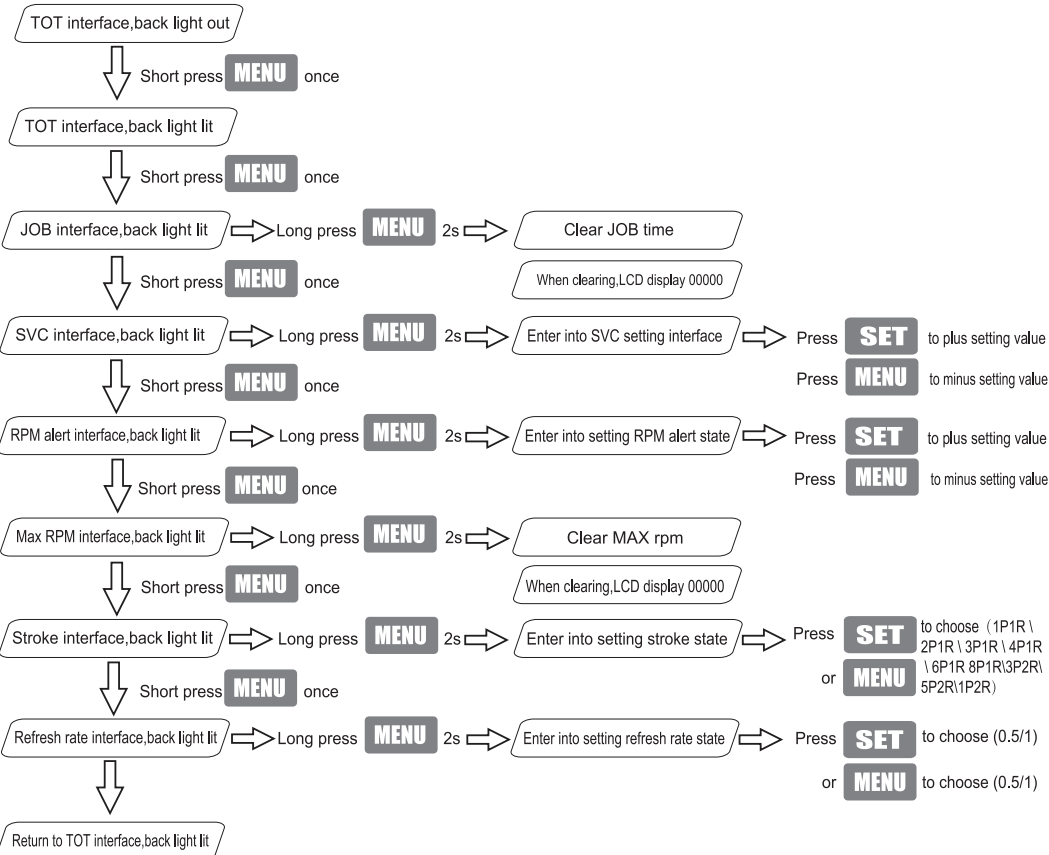 TOT interface,back light out
Short press MENU once
TOT interface,back light lit
Short press MENU once
JOB interface,back light lit Long press MENU 2s Clear JOB time
Short press MENU once When clearing,LCD display 00000
SVC interface,back light lit Long press MENU 2s Enter into SVC setting interface Press SET to plus setting value
Short press MENU once Press MENU to minus setting value
RPM alert interface,back light lit Long press MENU 2s Enter into setting RPM alert state Press SET to plus setting value
Short press MENU once Press MENU to minus setting value
Max RPM interface,back light lit Long press MENU 2s Clear MAX rpm
Short press MENU once When clearing,LCD display 00000
Stroke interface,back light lit Long press MENU 2s Enter into setting stroke state Press SET to choose（1P1R \
2P1R \ 3P1R \ 4P1R
Short press MENU once or MENU \ 6P1R 8P1R\3P2R\
5P2R\1P2R）
Refresh rate interface,back light lit Long press MENU 2s Enter into setting refresh rate state Press SET to choose (0.5/1)
or MENU to choose (0.5/1)
Return to TOT interface,back light lit